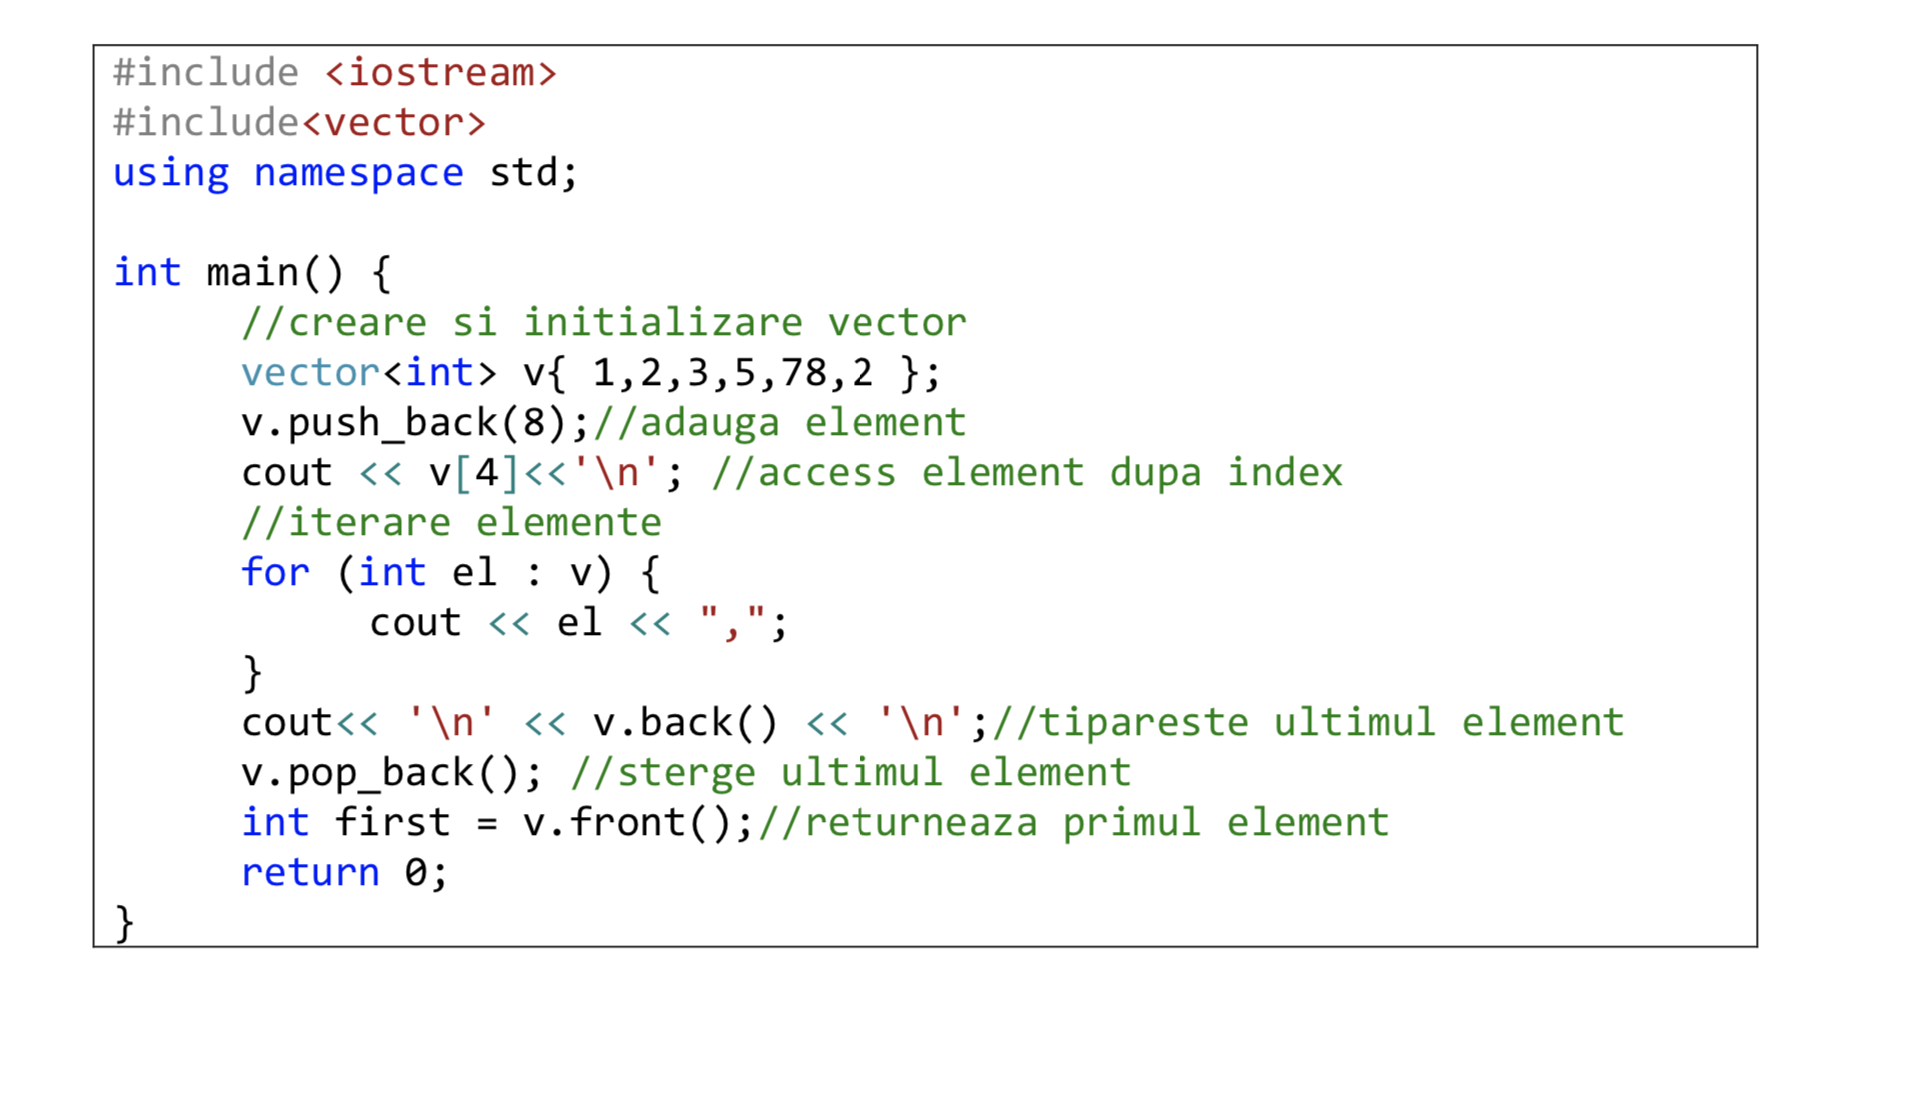 #include <iostream>
#include<vector>
using namespace std;

int main() {
      //creare si initializare vector
      vector<int> v{ 1,2,3,5,78,2 };
      v.push_back(8);//adauga element
      cout << v[4]<<'\n'; //access element dupa index
      //iterare elemente
      for (int el : v) {
            cout << el << ",";
      }
      cout<< '\n' << v.back() << '\n';//tipareste ultimul element
      v.pop_back(); //sterge ultimul element
      int first = v.front();//returneaza primul element
      return 0;
}